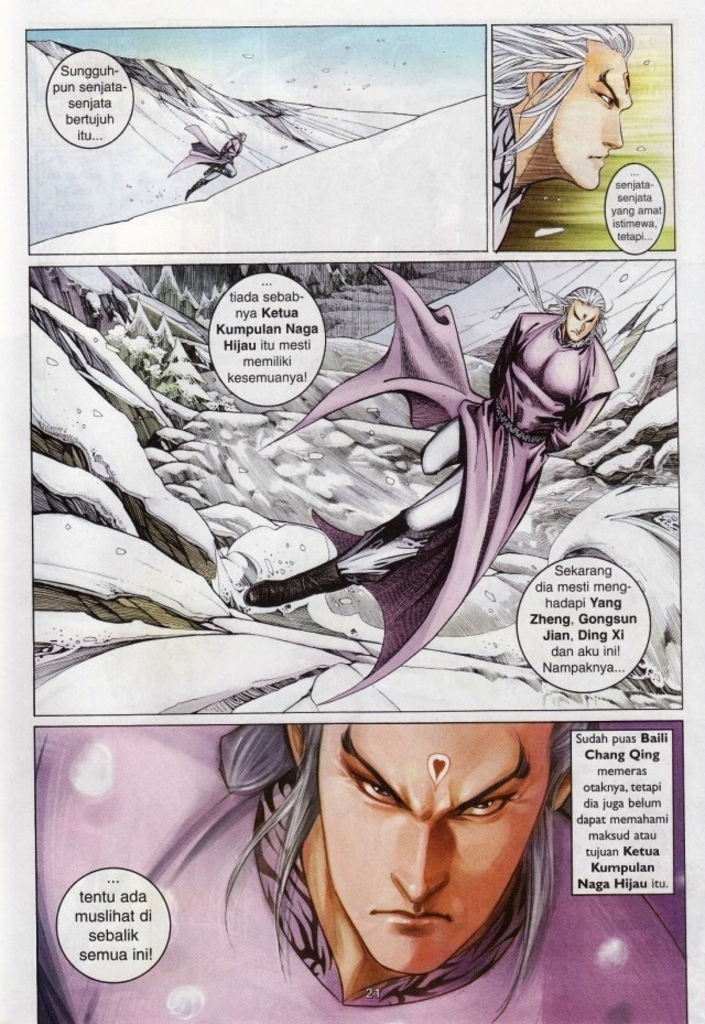 Sungguh-
pun senjata-
senjata
bertujuh
itu...
...
senjata-
senjata
yang amat
istimewa,
tetapi...
...
tiada sebab-
nya Ketua
Kumpulan Naga
Hijau itu mesti
memiliki
kesemuanya!
Sekarang
dia mesti meng-
hadapi Yang
Zheng, Gongsun
Jian, Ding Xi
dan aku ini!
Nampaknya...
Sudah puas Baili
Chang Qing
memeras
otaknya, tetapi
dia juga belum
dapat memahami
maksud atau
tujuan Ketua
Kumpulan
Naga Hijau itu.
...
tentu ada
muslihat di
sebalik
semua ini!
21